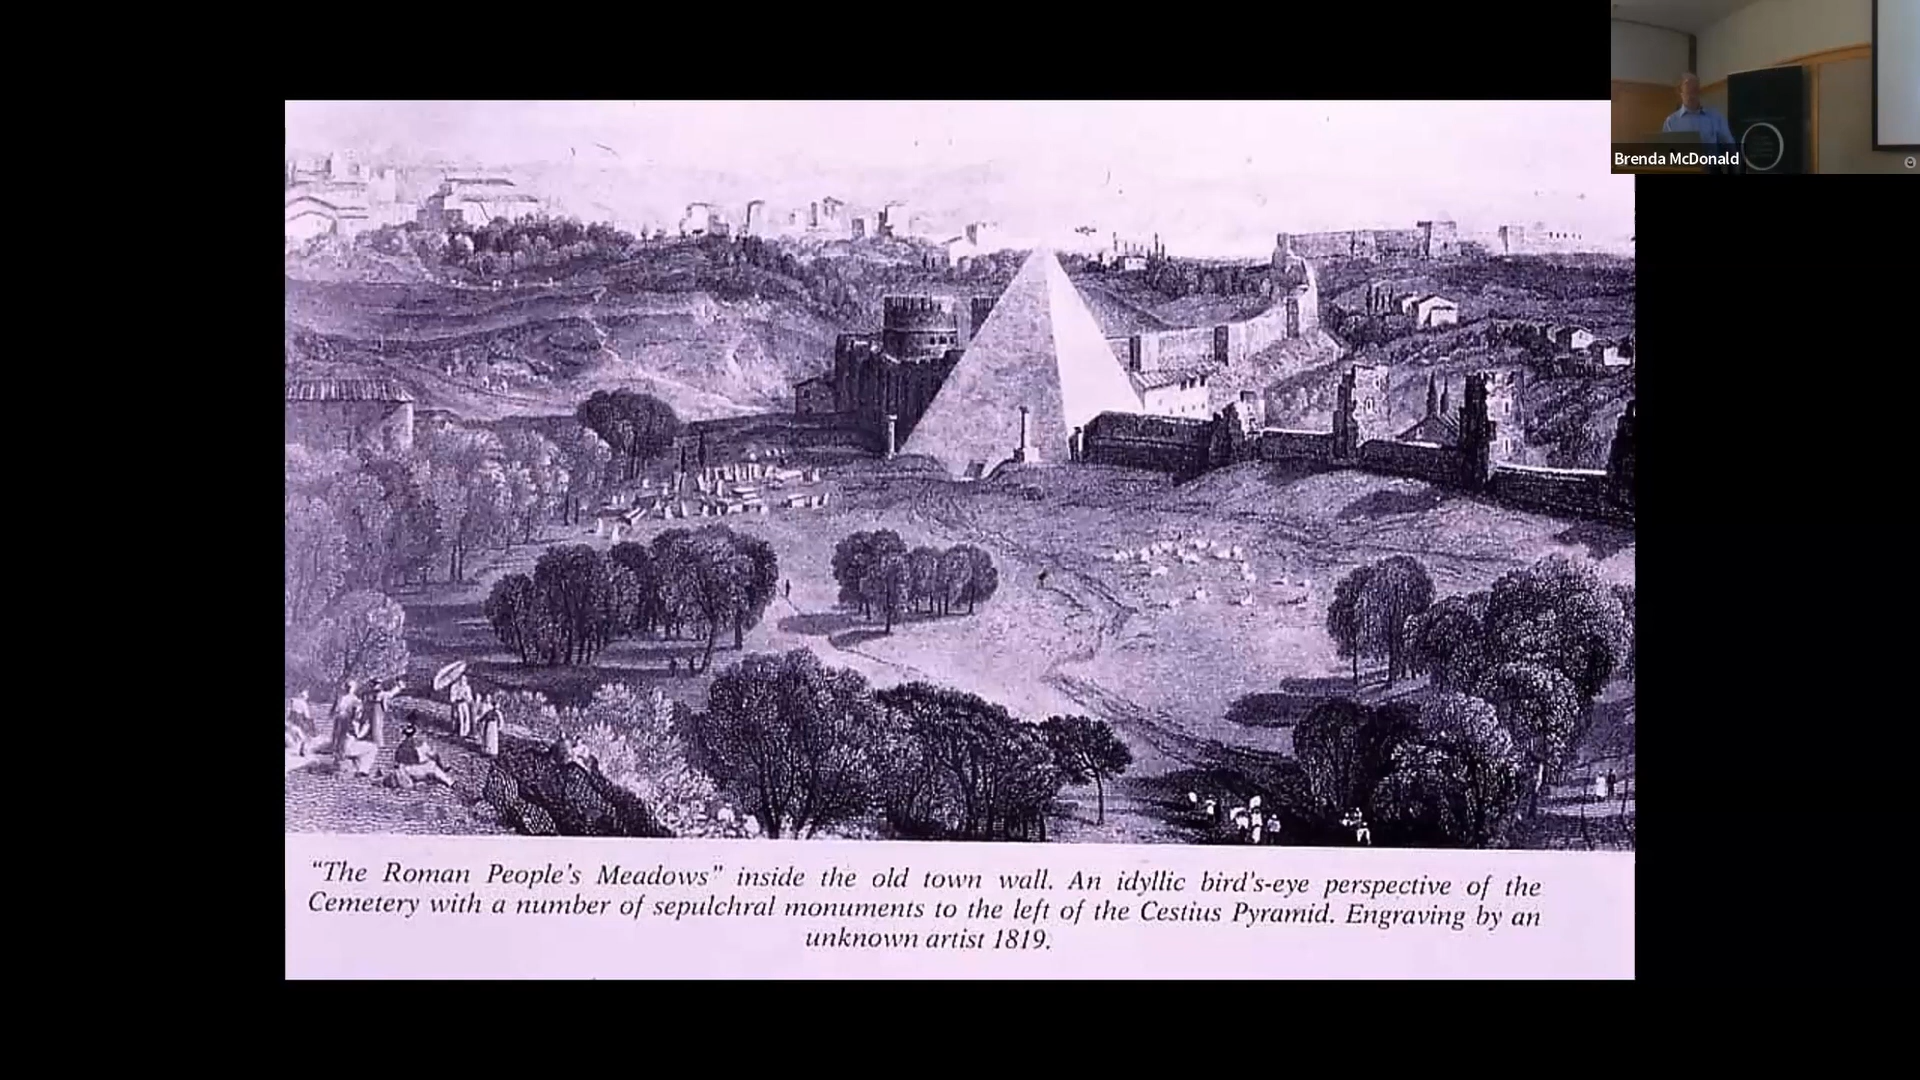 Brenda McDonald
“The Roman People's Meadows” inside the old town wall. An idyllic bird's-eye perspective of the
Cemetery with a number of sepulchral monuments to the left of the Cestius Pyramid. Engraving by an
unknown artist 1819.